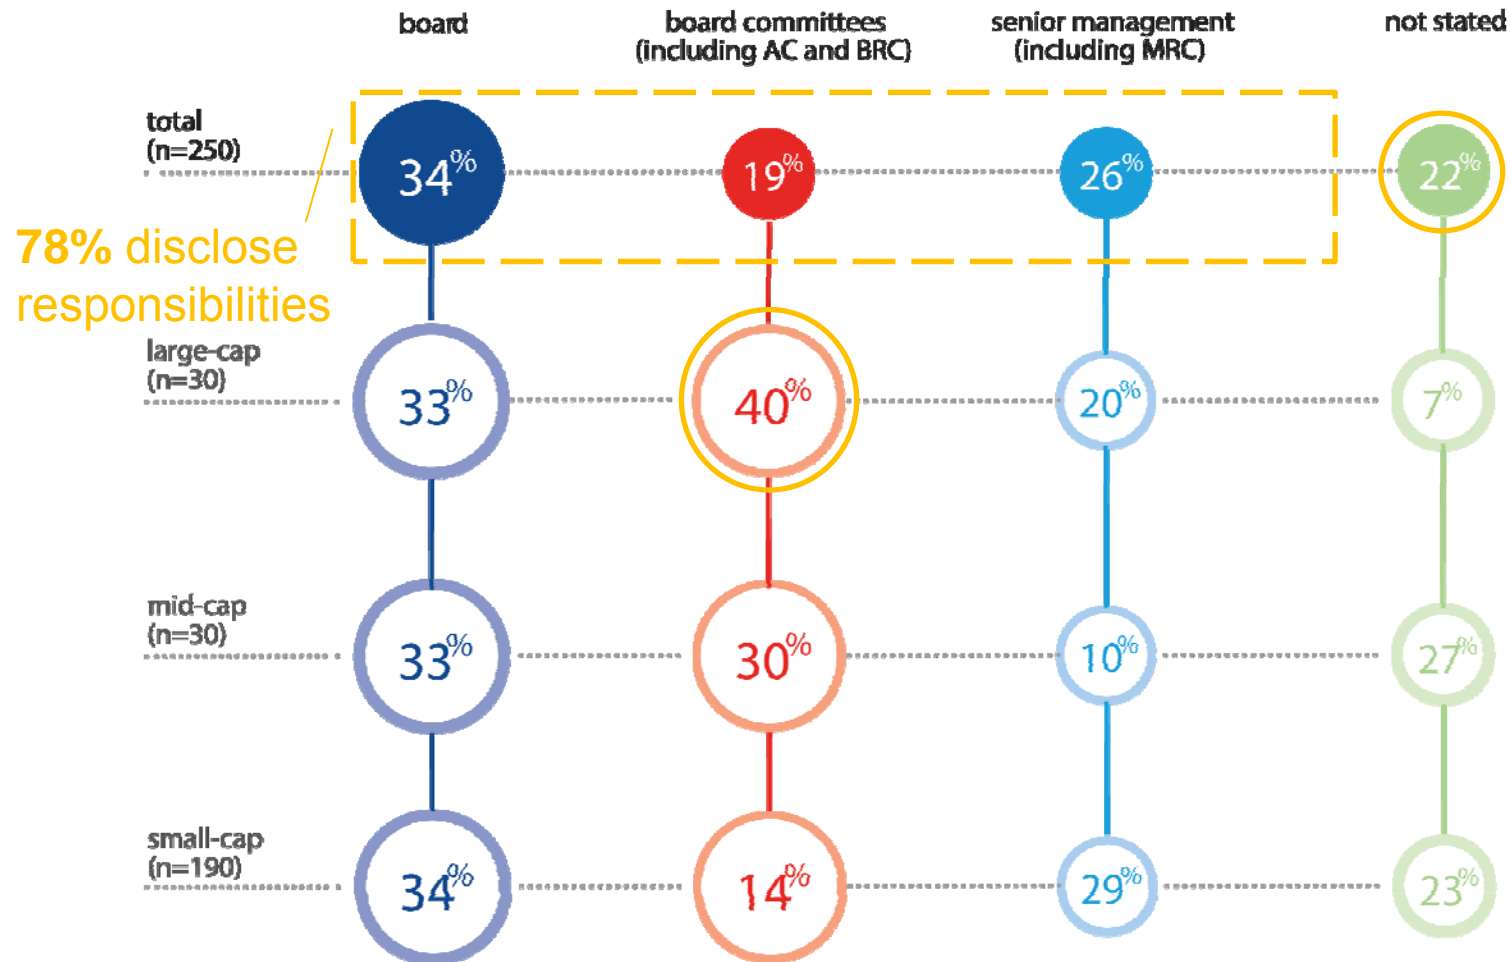 board
board committees
(including AC and BRC)
senior management
(including MRC)
not stated
total
(n=250)
34%
19%
26%
22%
78% disclose
responsibilities
large-cap
(n=30)
33%
40%
20%
7%
mid-cap
(n=30)
33%
30%
10%
27%
small-cap
(n=190)
34%
14%
29%
23%